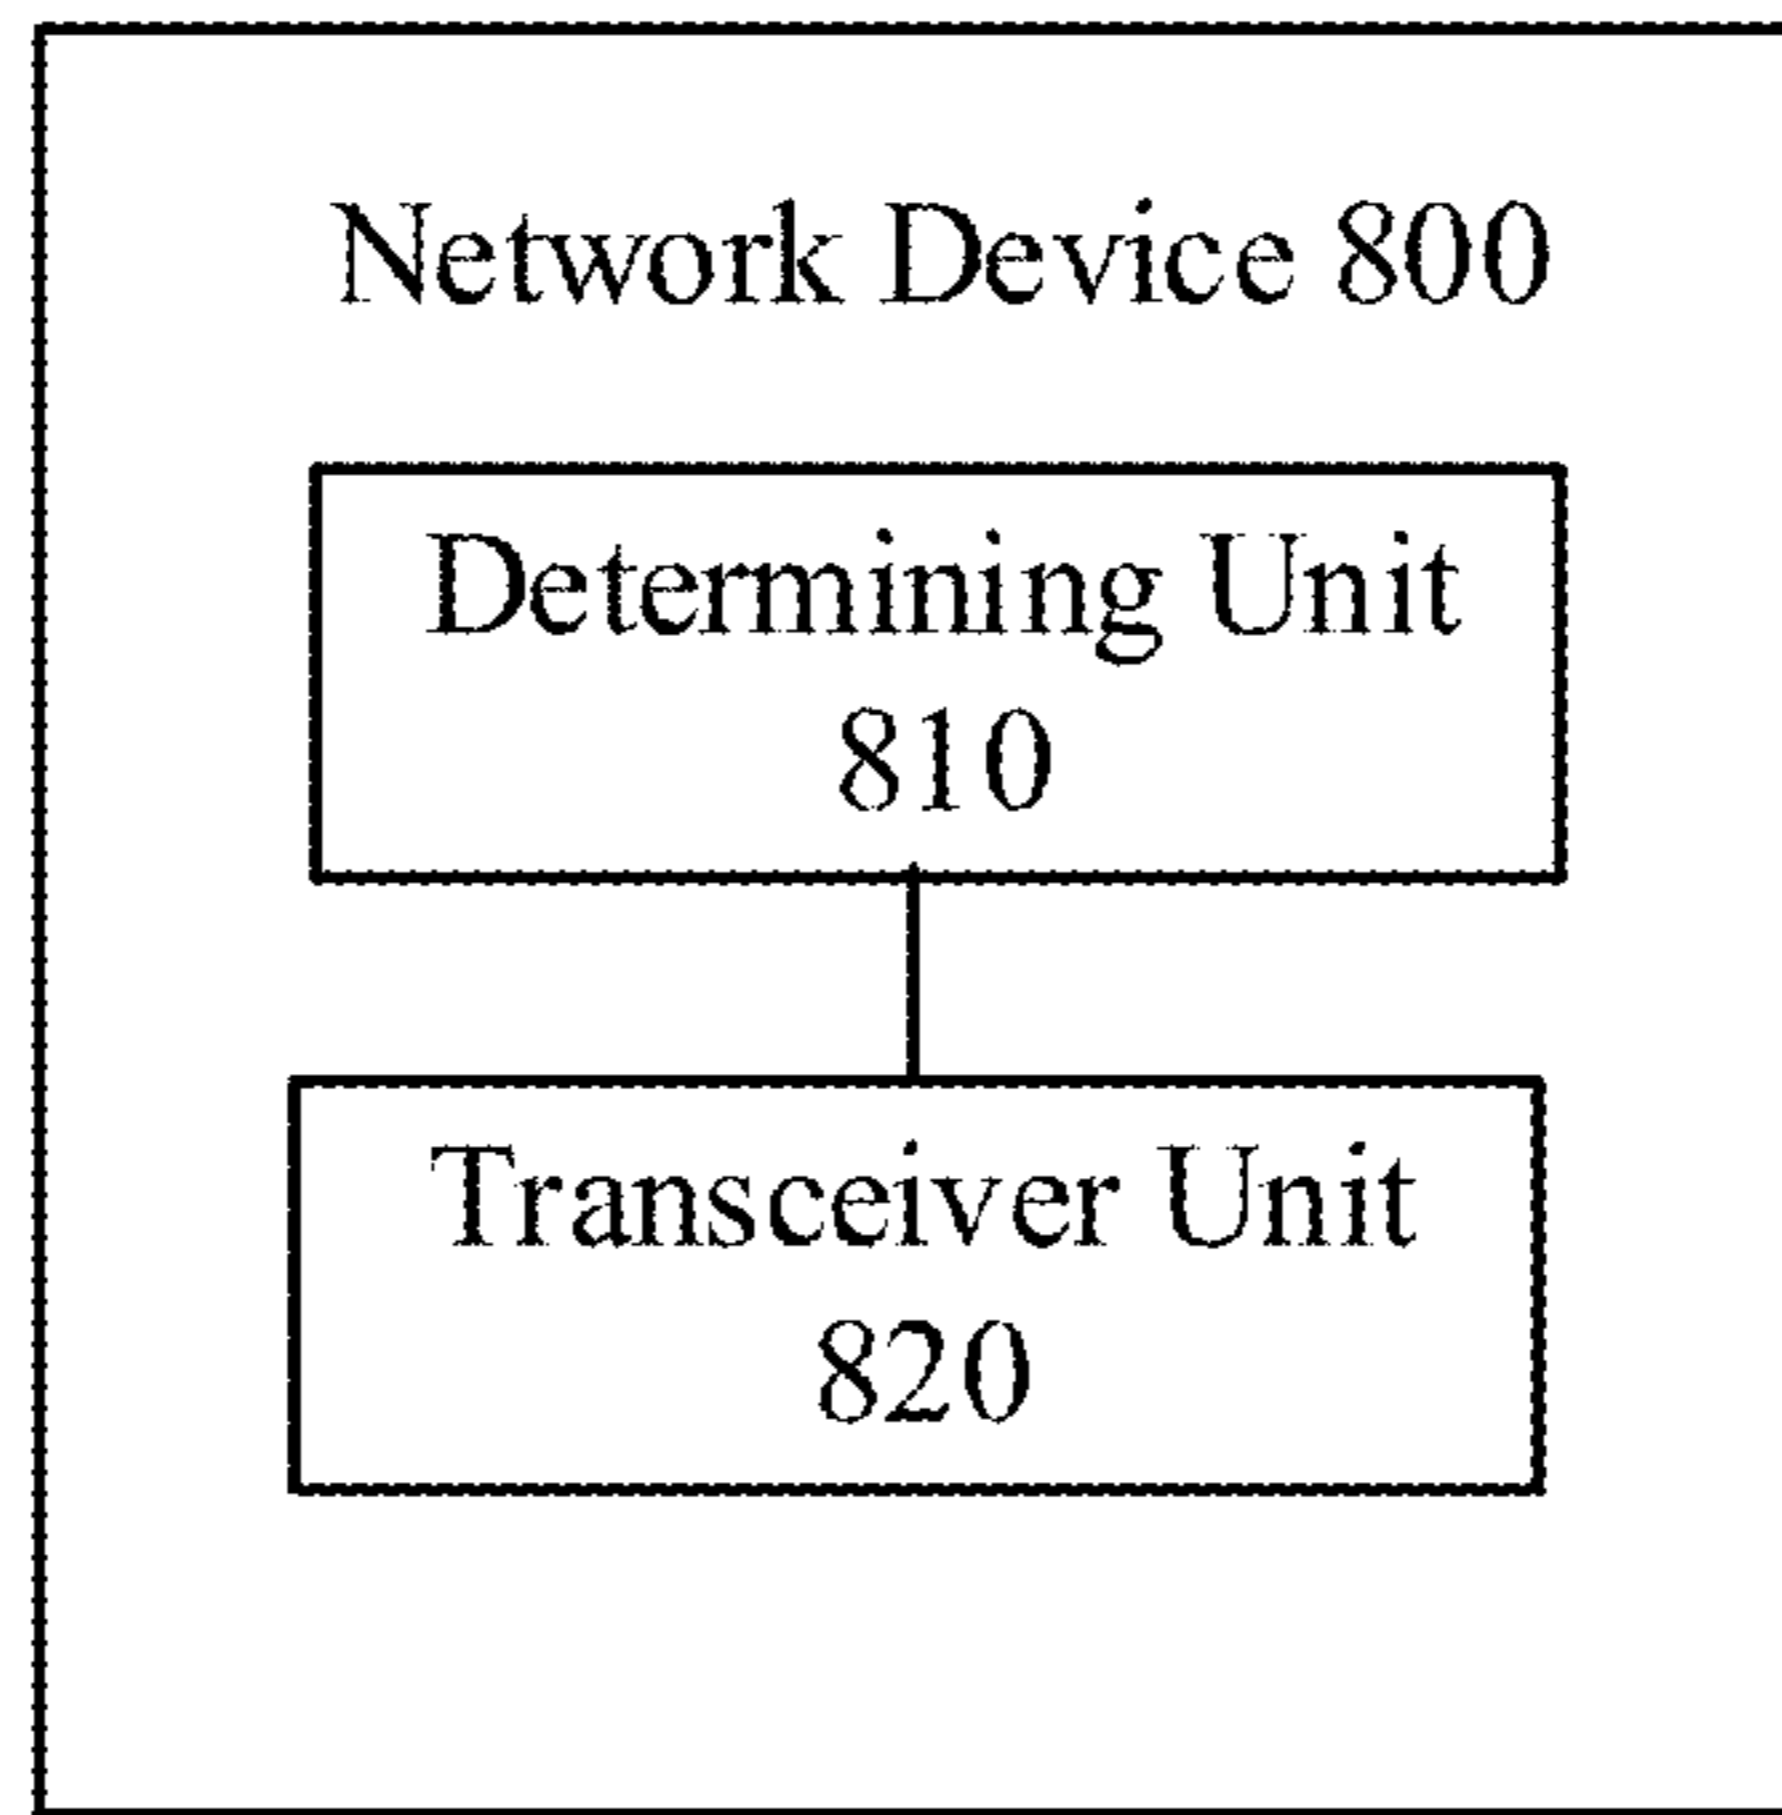 Network Device 800
Determining Unit
810
Transceiver Unit
820